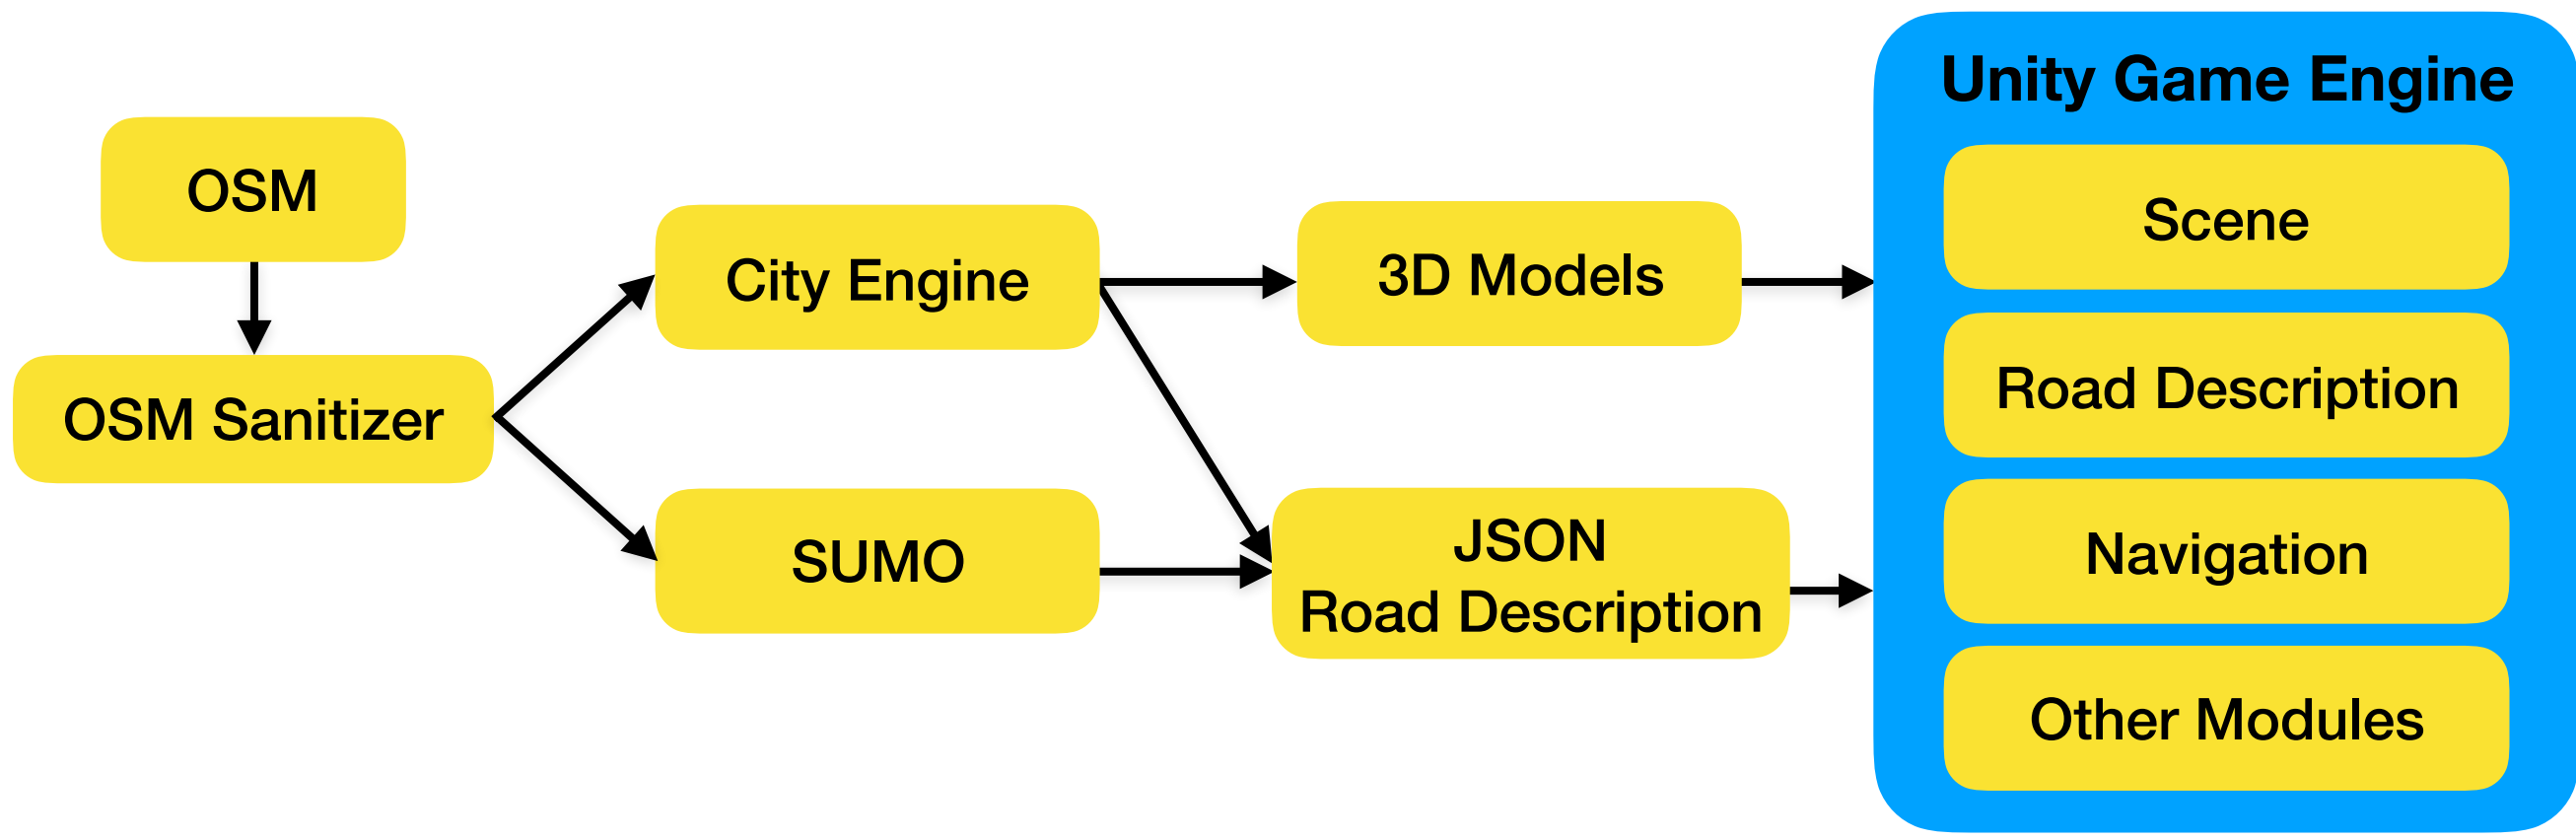 OSM
OSM Sanitizer
City Engine
SUMO
3D Models
JSON
Road Description
Unity Game Engine
Scene
Road Description
Navigation
Other Modules